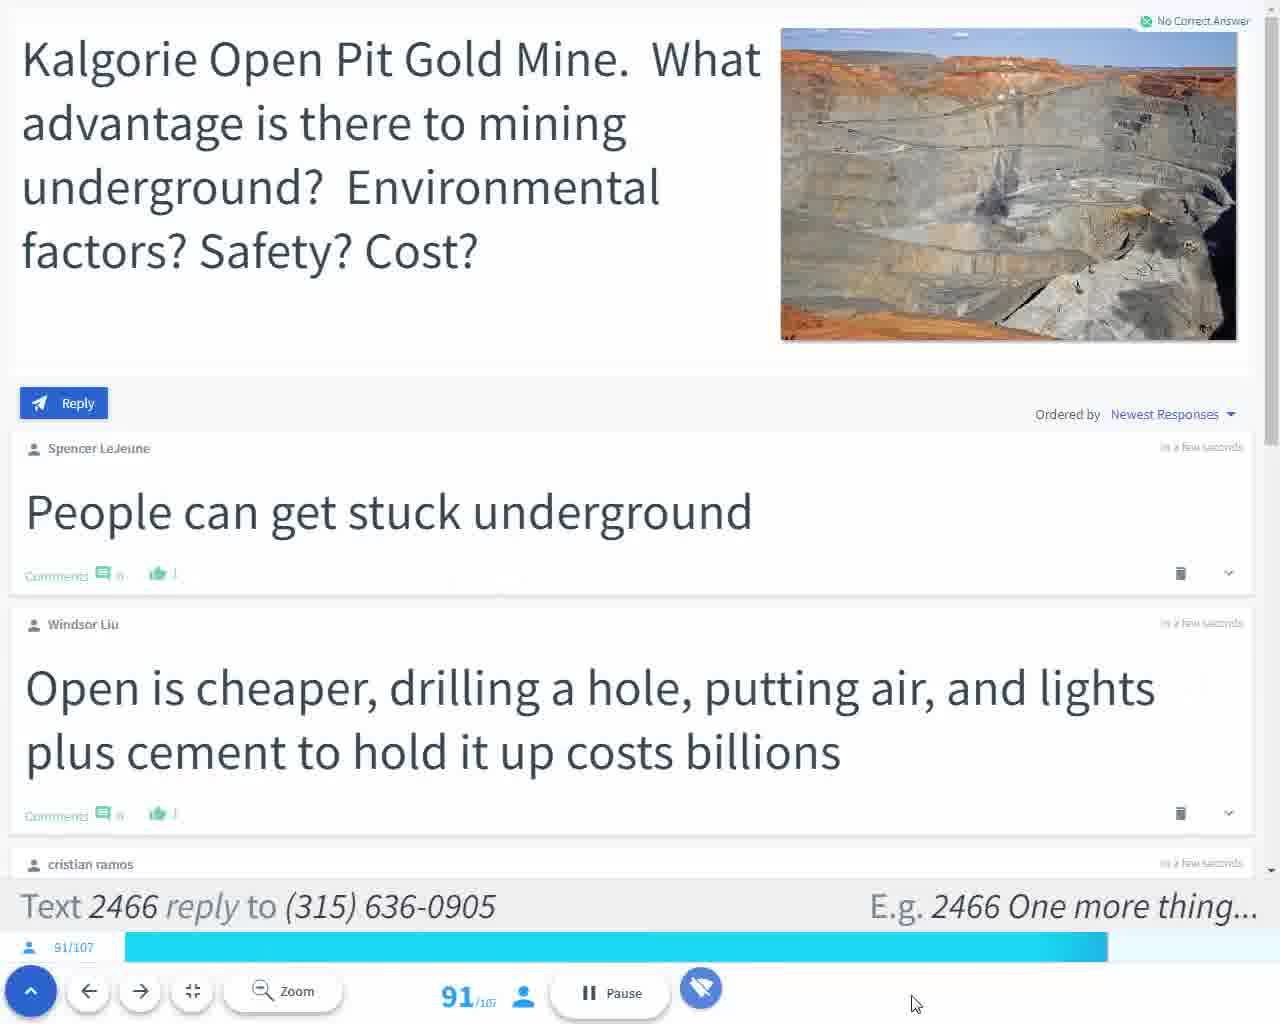 No Correct Answer
Kalgorie Open Pit Gold Mine.  What
advantage is there to mining
underground?  Environmental
factors? Safety? Cost?
Reply
Ordered by Newest Responses
Spencer LeJeune
in a few seconds
People can get stuck underground
Comments 0 1
Windsor Liu
in a few seconds
Open is cheaper, drilling a hole, putting air, and lights
plus cement to hold it up costs billions
Comments 0 1
cristian ramos
in a few seconds
Text 2466 reply to (315) 636-0905
E.g. 2466 One more thing...
91/107
Zoom
91/107
Pause